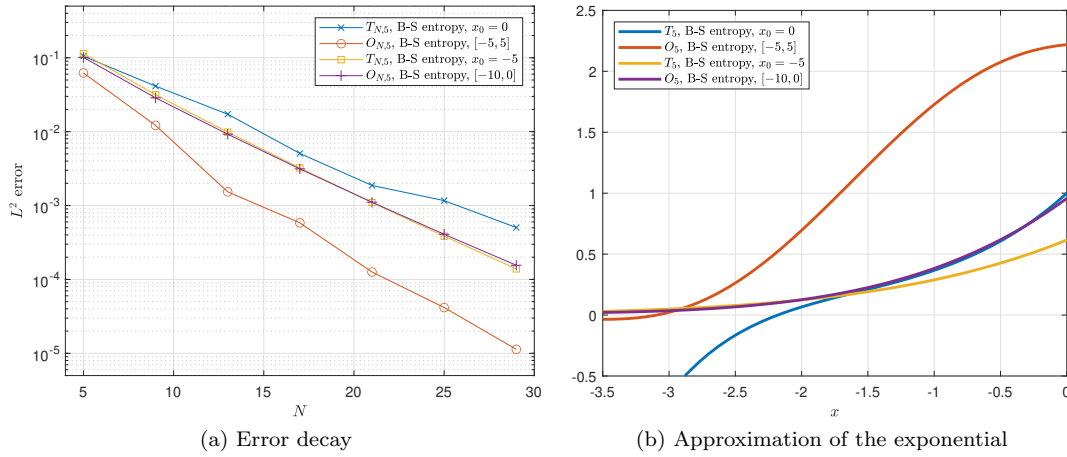 $T_{N,5}$, B-S entropy, $x_0 = 0$
$O_{N,5}$, B-S entropy, $[-5, 5]$
$T_{N,5}$, B-S entropy, $x_0 = -5$
$O_{N,5}$, B-S entropy, $[-10, 0]$
$10^{-1}$
$10^{-2}$
$10^{-3}$
$10^{-4}$
$10^{-5}$
$L^2$ error
5 10 15 20 25 30
$N$
(a) Error decay
$T_5$, B-S entropy, $x_0 = 0$
$O_5$, B-S entropy, $[-5, 5]$
$T_5$, B-S entropy, $x_0 = -5$
$O_5$, B-S entropy, $[-10, 0]$
2.5
2
1.5
1
0.5
0
-0.5
-3.5 -3 -2.5 -2 -1.5 -1 -0.5 0
$x$
(b) Approximation of the exponential